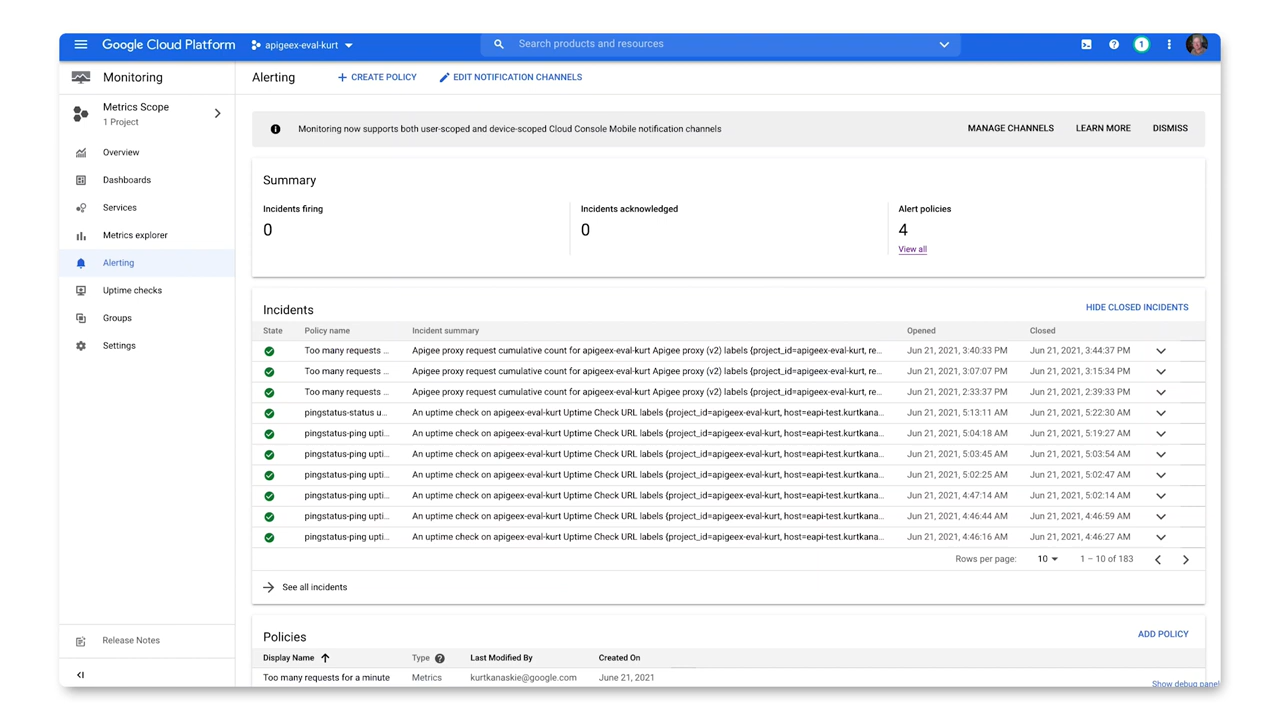 Google Cloud Platform
apigeex-eval-kurt
Search products and resources
1
Monitoring
Alerting
CREATE POLICY
EDIT NOTIFICATION CHANNELS
Metrics Scope
1 Project
Overview
Dashboards
Services
Metrics explorer
Alerting
Uptime checks
Groups
Settings
Release Notes
Monitoring now supports both user-scoped and device-scoped Cloud Console Mobile notification channels
MANAGE CHANNELS LEARN MORE DISMISS
Summary
Incidents firing
0
Incidents acknowledged
0
Alert policies
4
View all
Incidents
HIDE CLOSED INCIDENTS
State Policy name Incident summary Opened Closed
Too many requests ... Apigee proxy request cumulative count for apigeex-eval-kurt Apigee proxy (v2) labels {project_id=apigeex-eval-kurt, re... Jun 21, 2021, 3:40:33 PM Jun 21, 2021, 3:44:37 PM
Too many requests ... Apigee proxy request cumulative count for apigeex-eval-kurt Apigee proxy (v2) labels {project_id=apigeex-eval-kurt, re... Jun 21, 2021, 3:07:07 PM Jun 21, 2021, 3:15:34 PM
Too many requests ... Apigee proxy request cumulative count for apigeex-eval-kurt Apigee proxy (v2) labels {project_id=apigeex-eval-kurt, re... Jun 21, 2021, 2:33:37 PM Jun 21, 2021, 2:39:33 PM
pingstatus-status u... An uptime check on apigeex-eval-kurt Uptime Check URL labels {project_id=apigeex-eval-kurt, host=eapi-test.kurtkana... Jun 21, 2021, 5:13:11 AM Jun 21, 2021, 5:22:30 AM
pingstatus-ping upti... An uptime check on apigeex-eval-kurt Uptime Check URL labels {project_id=apigeex-eval-kurt, host=eapi-test.kurtkana... Jun 21, 2021, 5:04:18 AM Jun 21, 2021, 5:19:27 AM
pingstatus-ping upti... An uptime check on apigeex-eval-kurt Uptime Check URL labels {project_id=apigeex-eval-kurt, host=eapi-test.kurtkana... Jun 21, 2021, 5:03:45 AM Jun 21, 2021, 5:03:54 AM
pingstatus-ping upti... An uptime check on apigeex-eval-kurt Uptime Check URL labels {project_id=apigeex-eval-kurt, host=eapi-test.kurtkana... Jun 21, 2021, 5:02:25 AM Jun 21, 2021, 5:02:47 AM
pingstatus-ping upti... An uptime check on apigeex-eval-kurt Uptime Check URL labels {project_id=apigeex-eval-kurt, host=eapi-test.kurtkana... Jun 21, 2021, 4:47:14 AM Jun 21, 2021, 5:02:14 AM
pingstatus-ping upti... An uptime check on apigeex-eval-kurt Uptime Check URL labels {project_id=apigeex-eval-kurt, host=eapi-test.kurtkana... Jun 21, 2021, 4:46:44 AM Jun 21, 2021, 4:46:59 AM
pingstatus-ping upti... An uptime check on apigeex-eval-kurt Uptime Check URL labels {project_id=apigeex-eval-kurt, host=eapi-test.kurtkana... Jun 21, 2021, 4:46:16 AM Jun 21, 2021, 4:46:27 AM
Rows per page: 10 1 – 10 of 183
See all incidents
Policies
ADD POLICY
Display Name Type Last Modified By Created On
Too many requests for a minute Metrics kurtkanaskie@google.com June 21, 2021
Show debug panel